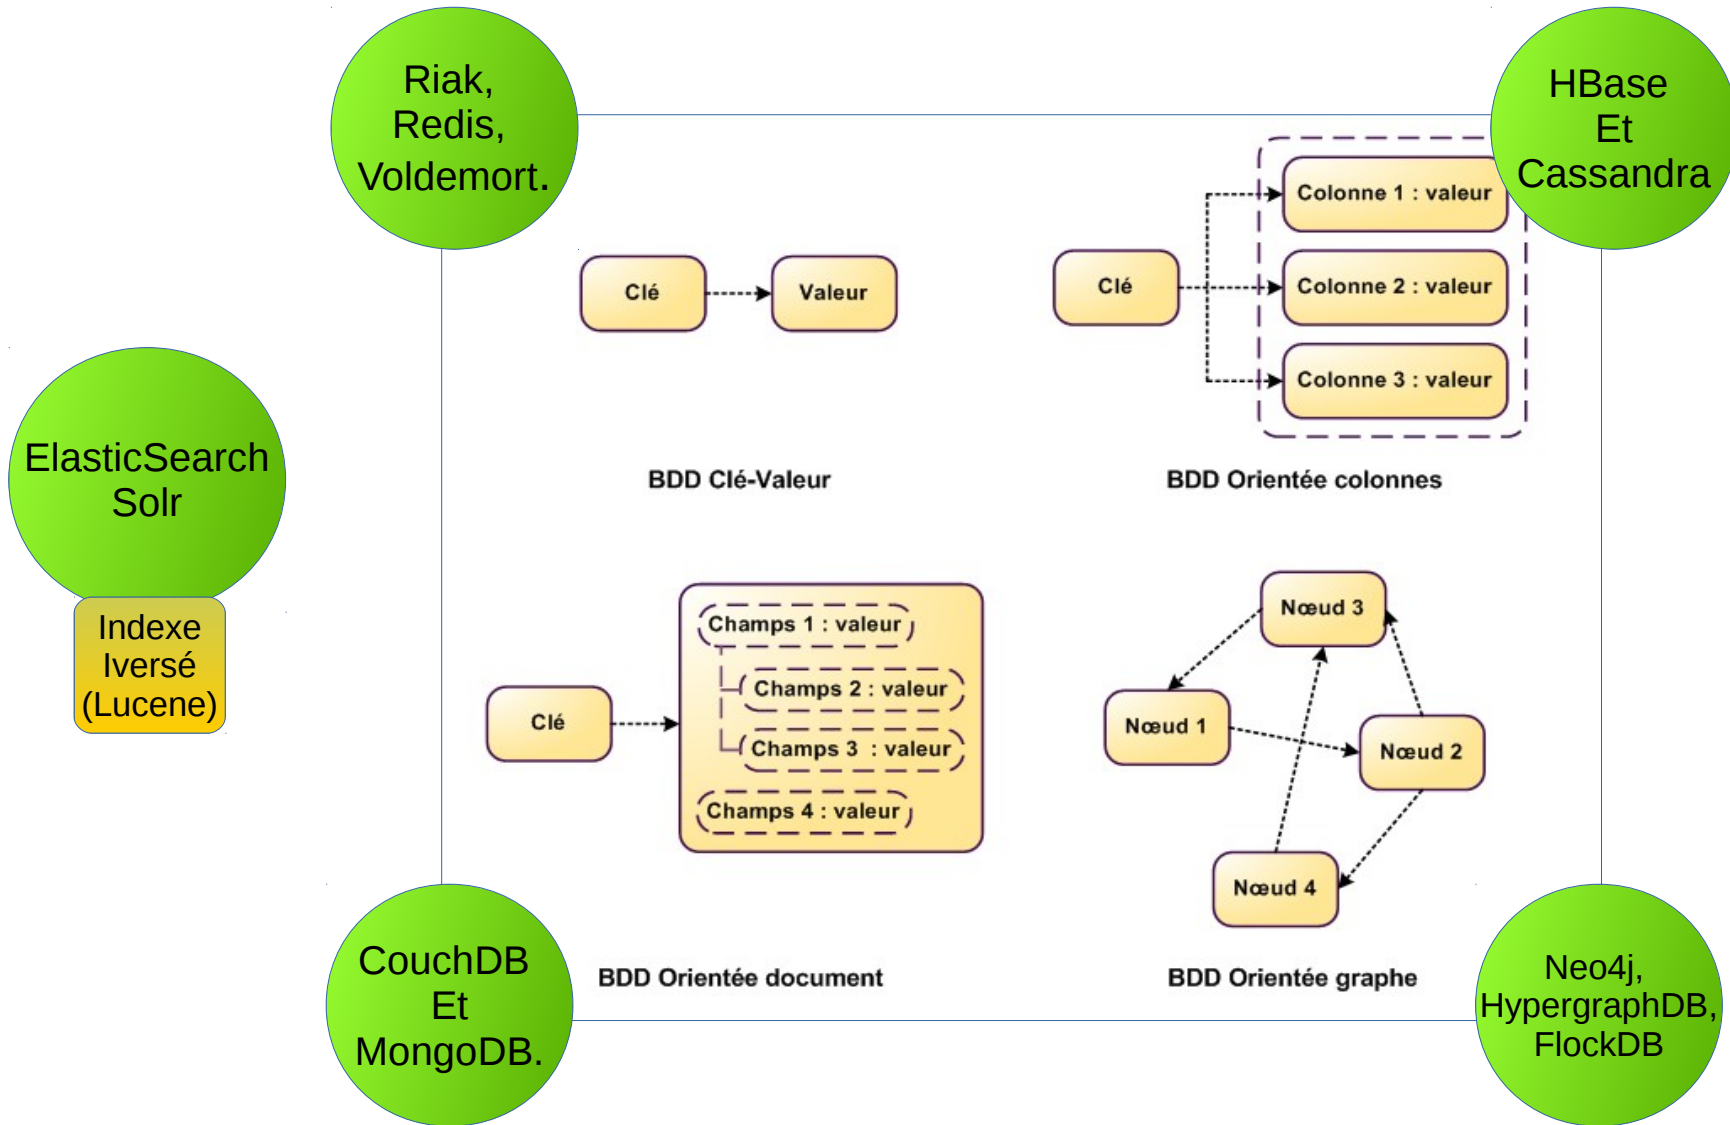 Riak,
Redis,
Voldemort.
HBase
Et
Cassandra
Clé
Valeur
BDD Clé-Valeur
Clé
Colonne 1 : valeur
Colonne 2 : valeur
Colonne 3 : valeur
BDD Orientée colonnes
ElasticSearch
Solr
Indexe
Iversé
(Lucene)
Clé
Champs 1 : valeur
Champs 2 : valeur
Champs 3 : valeur
Champs 4 : valeur
BDD Orientée document
Nœud 3
Nœud 1
Nœud 2
Nœud 4
BDD Orientée graphe
CouchDB
Et
MongoDB.
Neo4j,
HypergraphDB,
FlockDB